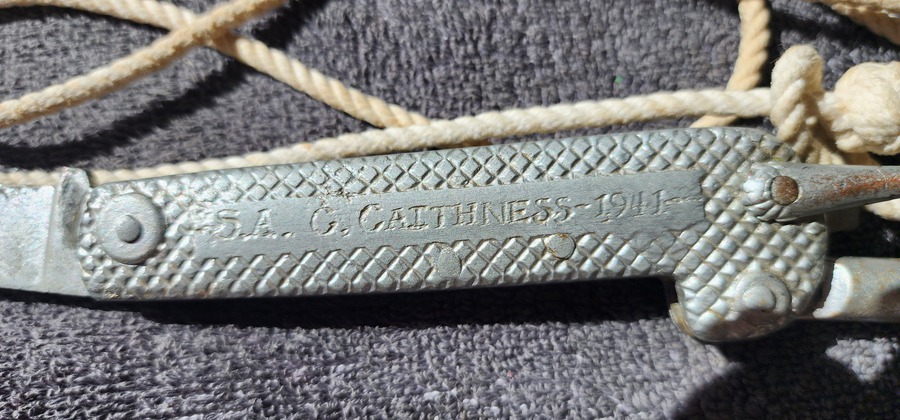 S.A. G. CAITHNESS-1941-